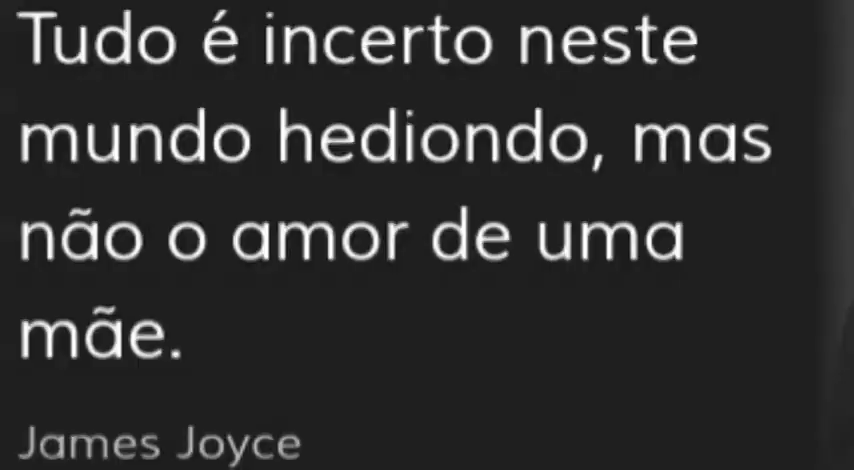 Tudo é incerto neste
mundo hediondo, mas
não o amor de uma
mãe.
James Joyce